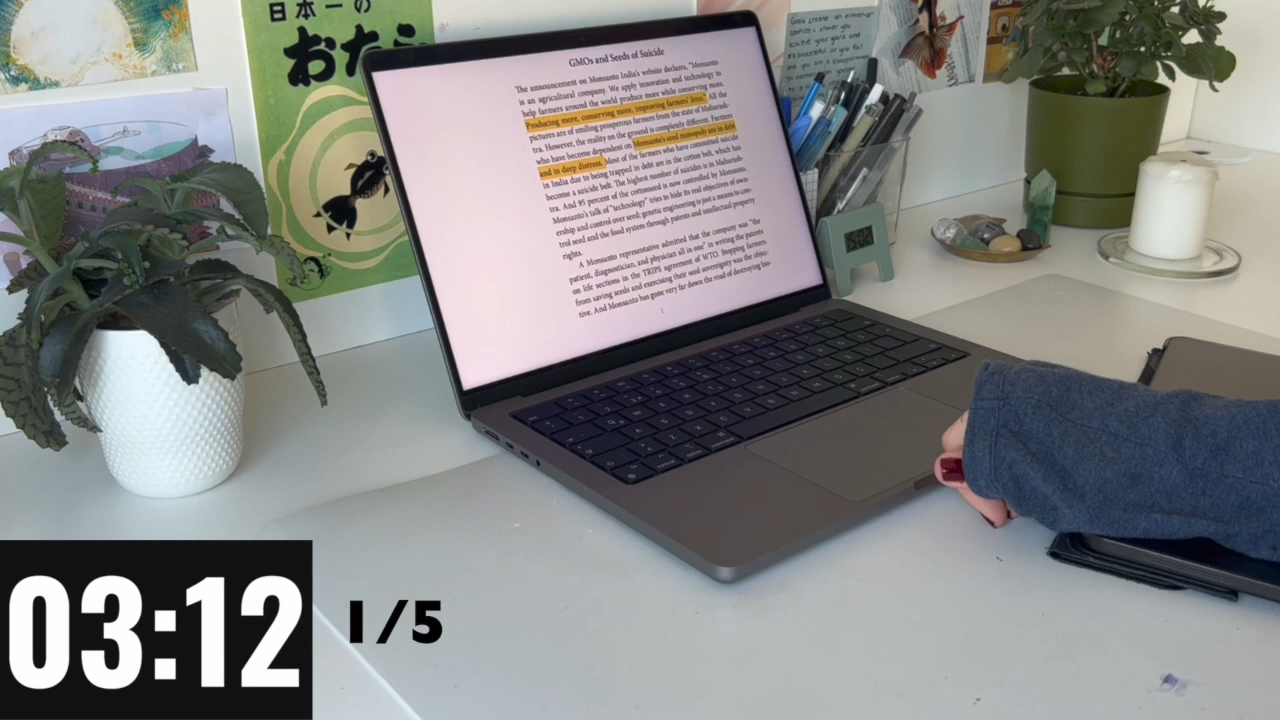 日本一の
おたら
GMOs and Seeds of Suicide
The announcement on Monsanto India's website declares, "Monsanto
is an agricultural company. We apply innovation and technology to
help farmers around the world produce more while conserving more.
Producing more, conserving more, improving farmers' lives." All the
pictures are of smiling prosperous farmers from the state of Maharash-
tra. However, the reality on the ground is completely different. Farmers
who have become dependent on Monsanto's seed monopoly are in debt
and in deep distress. Most of the farmers who have committed suicide
in India due to being trapped in debt are in the cotton belt, which has
become a suicide belt. The highest number of suicides is in Maharash-
tra. And 95 percent of the cottonseed is now controlled by Monsanto.
Monsanto's talk of "technology" tries to hide its real objectives of own-
ership and control over seed; genetic engineering is just a means to con-
trol seed and the food system through patents and intellectual property
rights.
A Monsanto representative admitted that the company was "the
patient, diagnostician, and physician all in one" in writing the patents
on life sections in the TRIPS agreement of WTO. Stopping farmers
from saving seeds and exercising their seed sovereignty was the objec-
tive. And Monsanto has gone very far down the road of destroying bio-
1
03:12
1/5